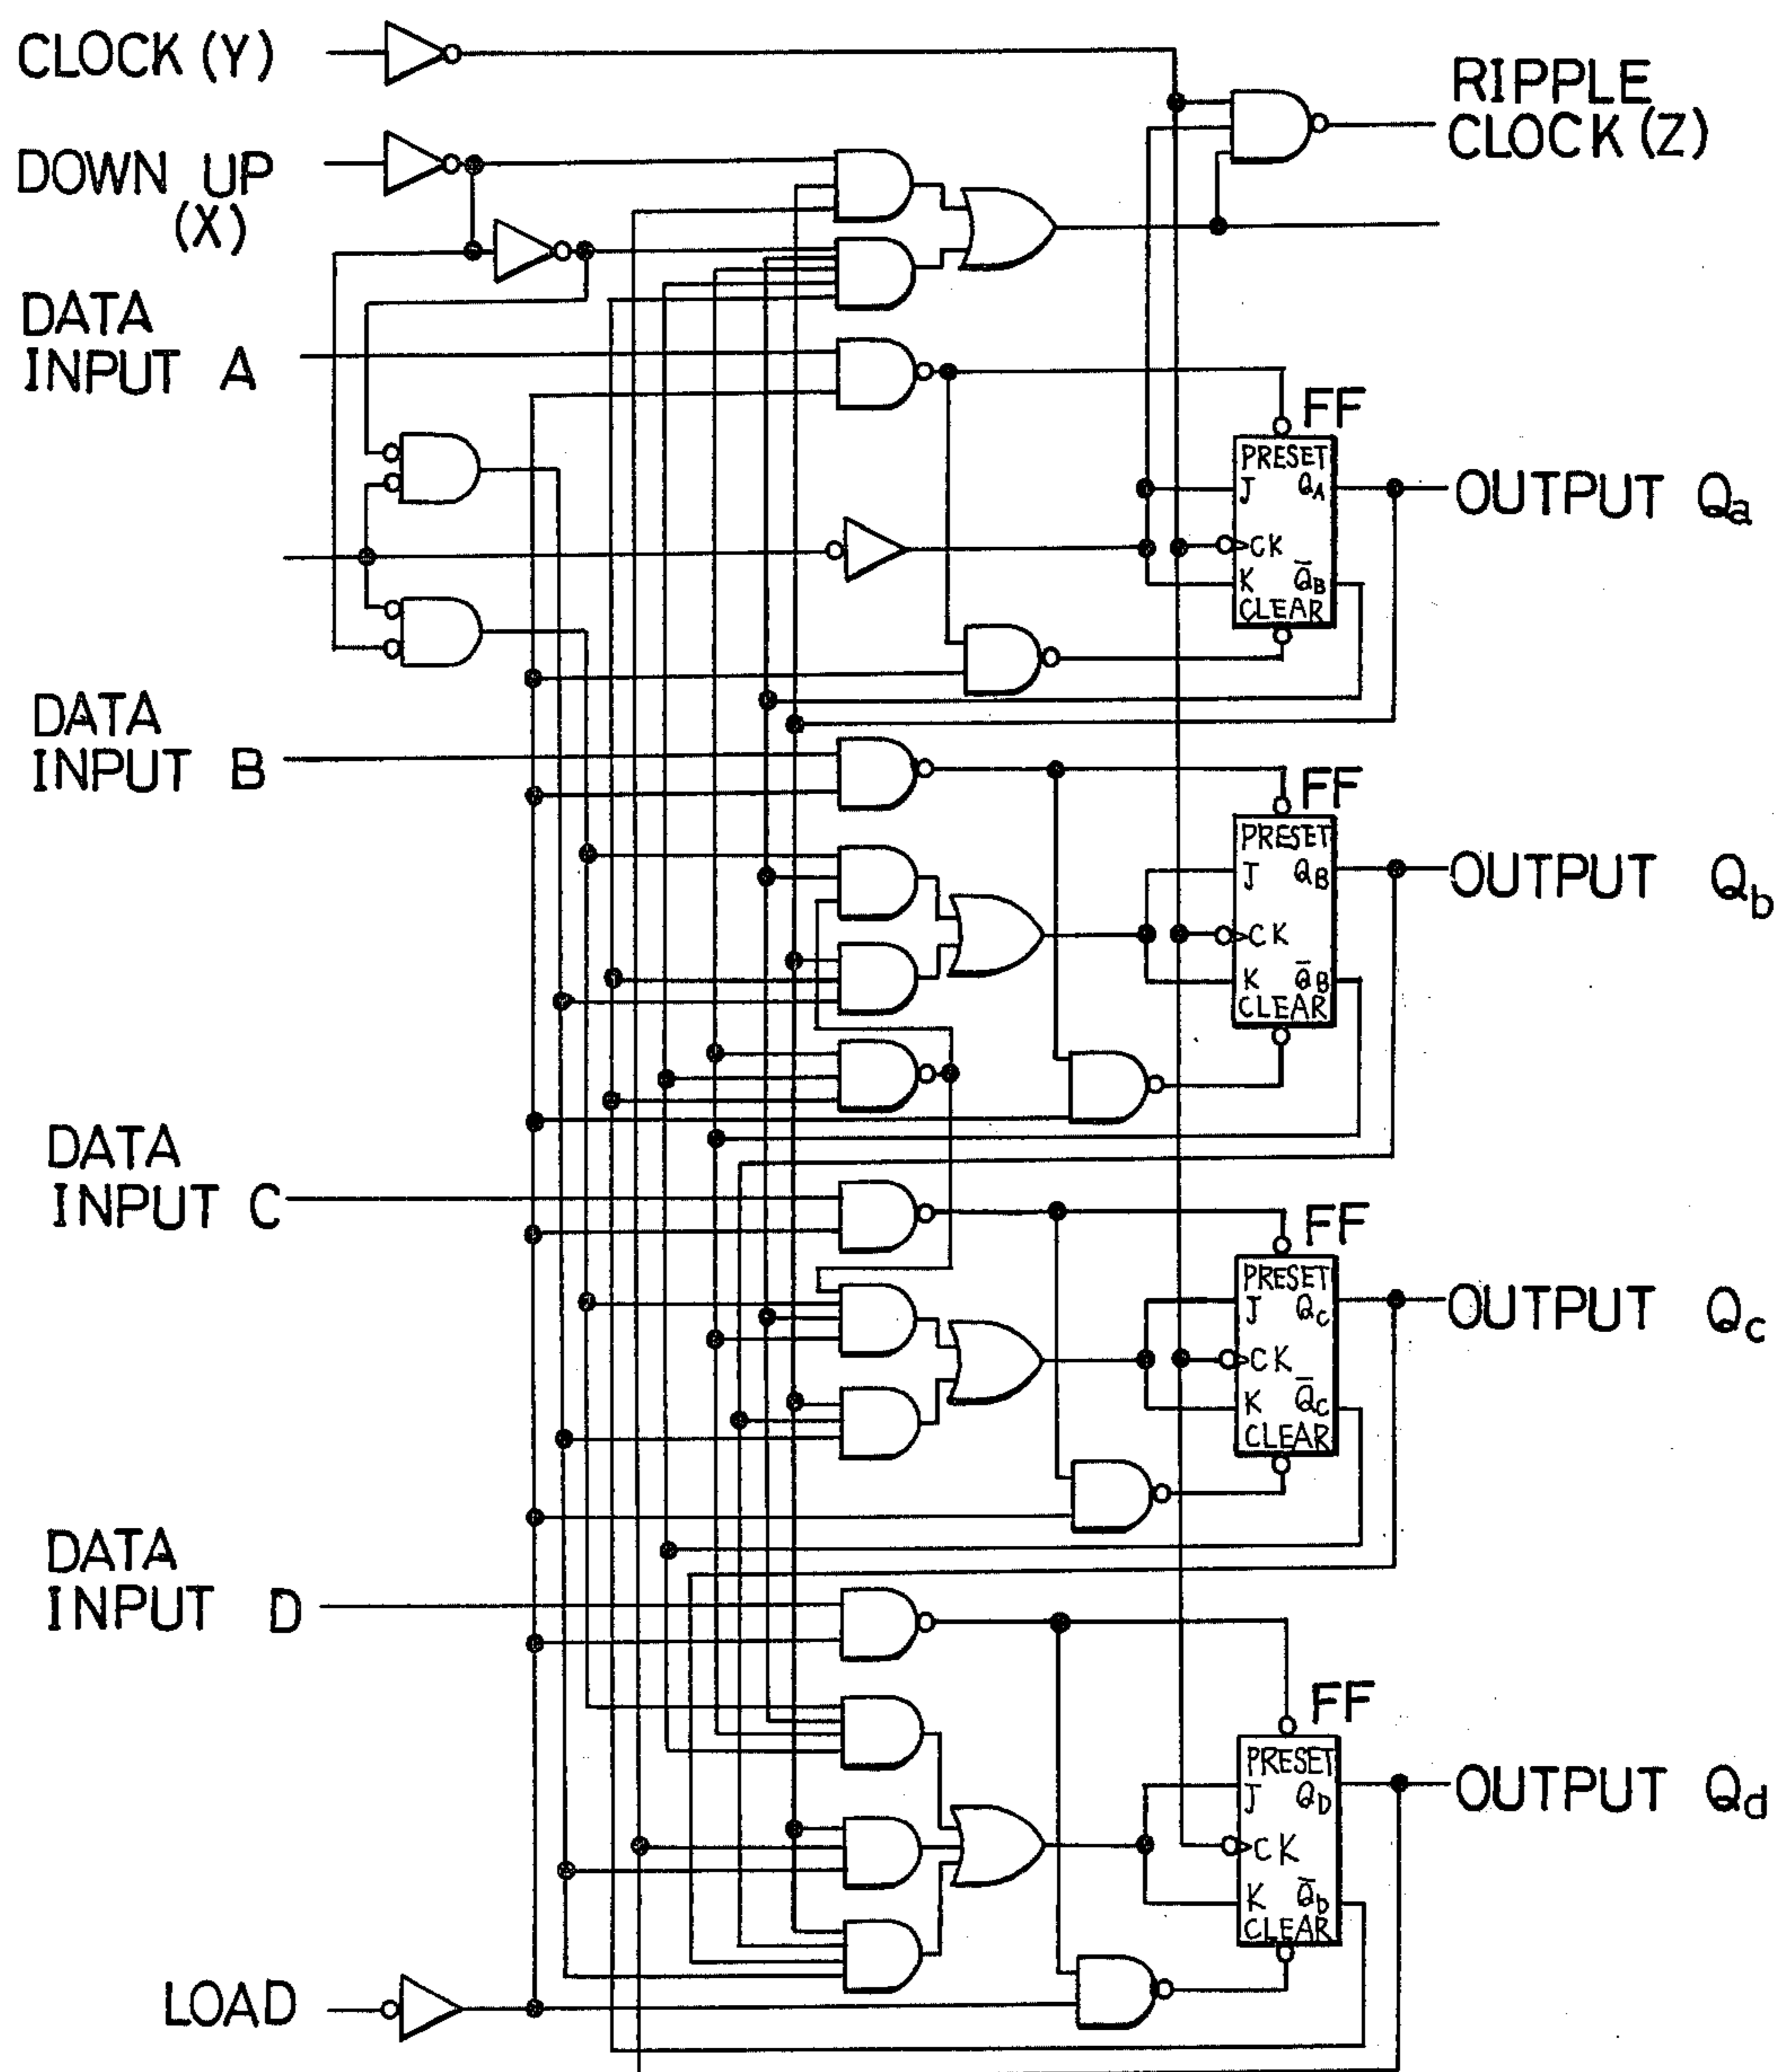 CLOCK (Y)
RIPPLE
CLOCK (Z)
DOWN UP
(X)
DATA
INPUT A
FF
PRESET
J QA
CK
K Q̄B
CLEAR
OUTPUT Qa
DATA
INPUT B
FF
PRESET
J QB
CK
K Q̄B
CLEAR
OUTPUT Qb
DATA
INPUT C
FF
PRESET
J QC
CK
K Q̄C
CLEAR
OUTPUT Qc
DATA
INPUT D
FF
PRESET
J QD
CK
K Q̄D
CLEAR
OUTPUT Qd
LOAD